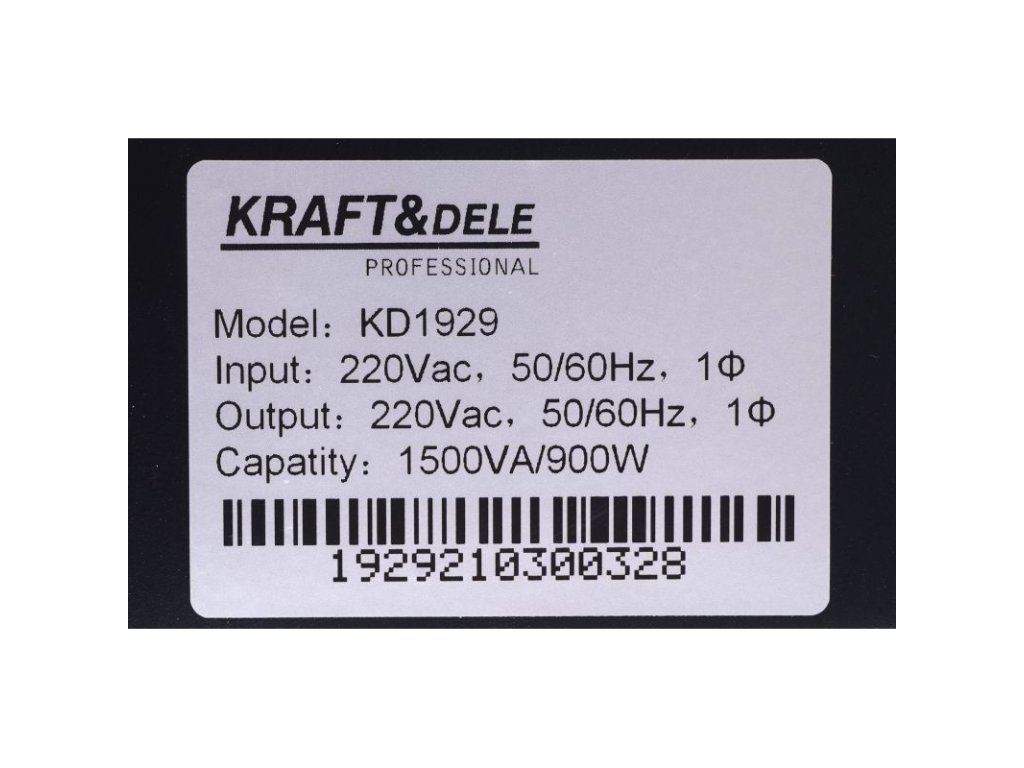 KRAFT&DELE
PROFESSIONAL
Model： KD1929
Input： 220Vac， 50/60Hz， 1Φ
Output： 220Vac， 50/60Hz， 1Φ
Capatity： 1500VA/900W
1929210300328